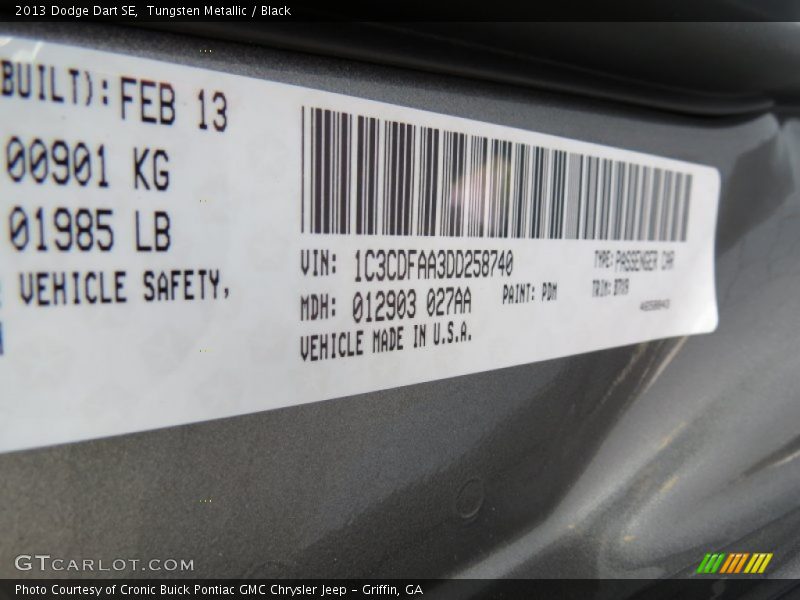 2013 Dodge Dart SE, Tungsten Metallic / Black
BUILT): FEB 13
00901 KG
01985 LB
VEHICLE SAFETY,
VIN: 1C3CDFAA3DD258740
TYPE: PASSENGER CAR
MDH: 012903 027AA
PAINT: PDM
TRIM:
VEHICLE MADE IN U.S.A.
GTCARLOT.COM
Photo Courtesy of Cronic Buick Pontiac GMC Chrysler Jeep - Griffin, GA